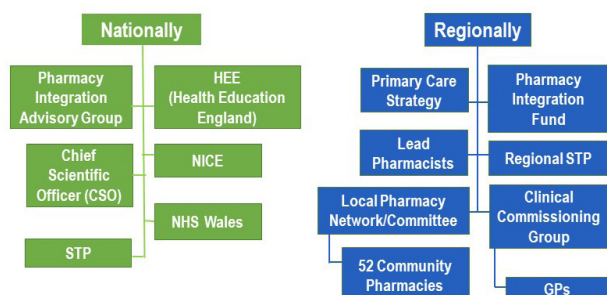 Nationally
Pharmacy
Integration
Advisory Group
HEE
(Health Education
England)
Chief
Scientific
Officer (CSO)
NICE
NHS Wales
STP
Regionally
Primary Care
Strategy
Pharmacy
Integration
Fund
Lead
Pharmacists
Regional STP
Local Pharmacy
Network/Committee
Clinical
Commissioning
Group
52 Community
Pharmacies
GPs